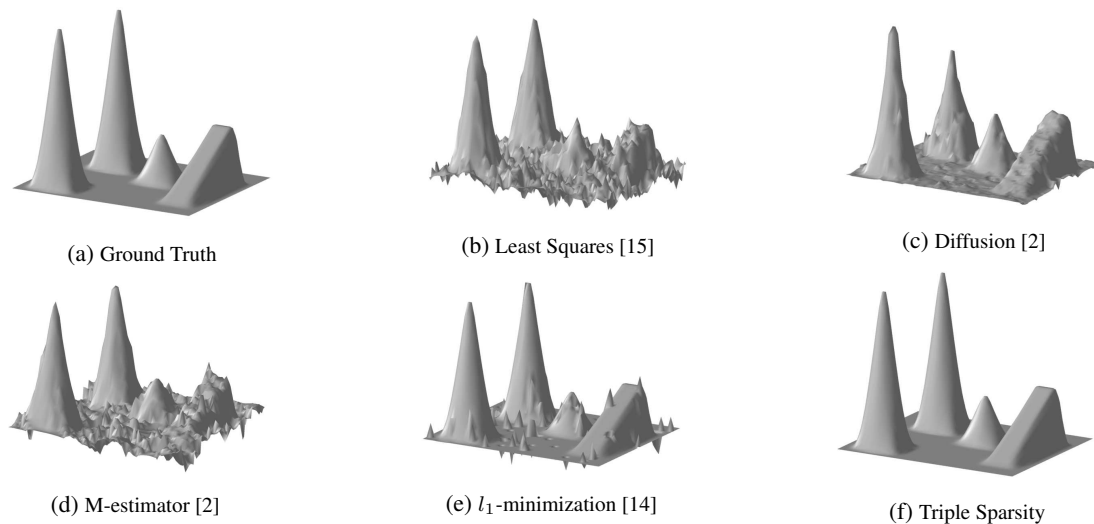 (a) Ground Truth
(b) Least Squares [15]
(c) Diffusion [2]
(d) M-estimator [2]
(e) l₁-minimization [14]
(f) Triple Sparsity